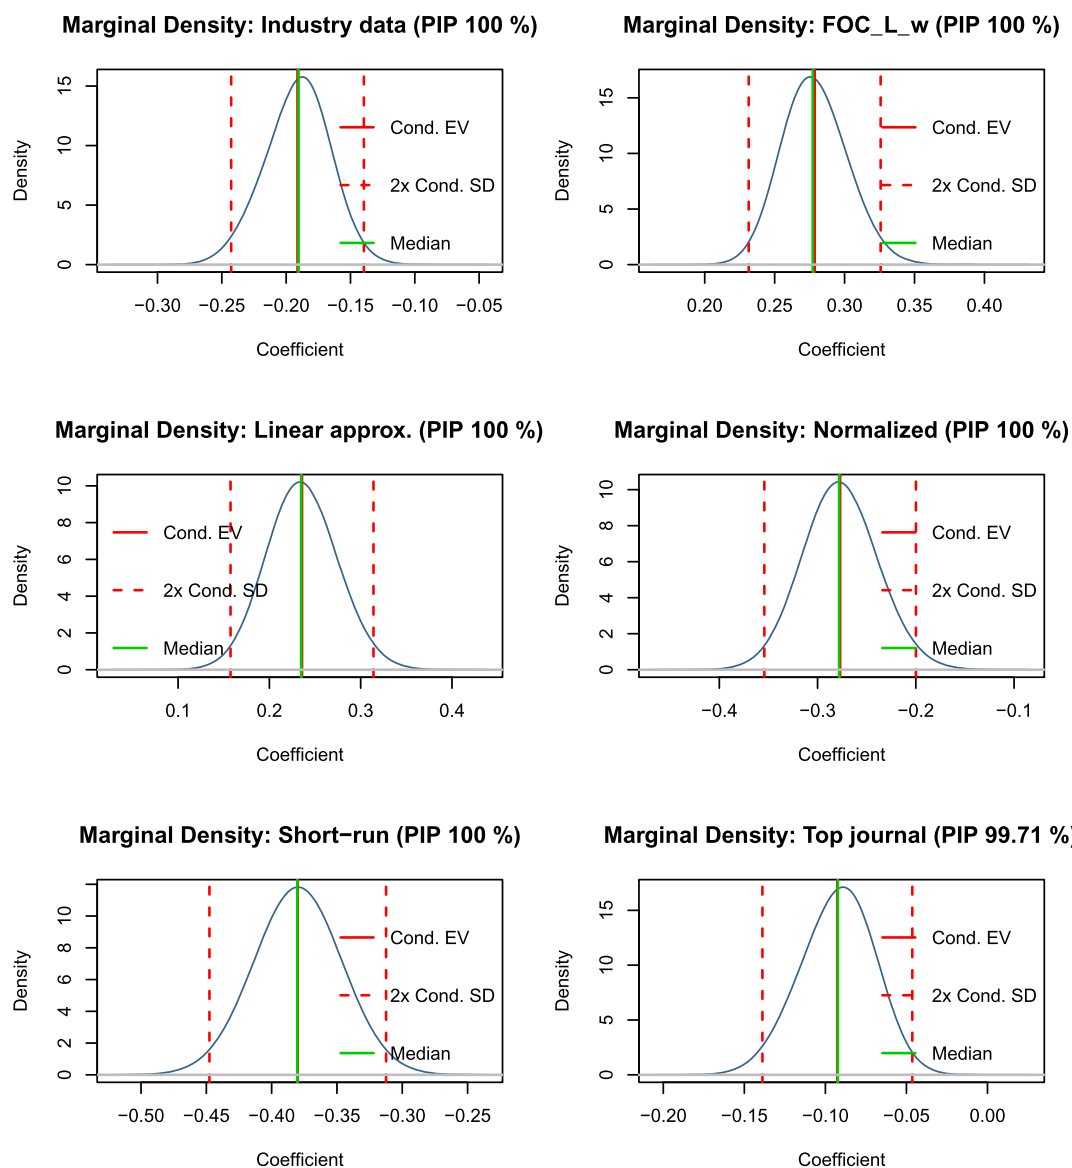 Marginal Density: Industry data (PIP 100 %)
Density
0
5
10
15
Cond. EV
2x Cond. SD
Median
−0.30
−0.25
−0.20
−0.15
−0.10
−0.05
Coefficient
Marginal Density: FOC_L_w (PIP 100 %)
Density
0
5
10
15
Cond. EV
2x Cond. SD
Median
0.20
0.25
0.30
0.35
0.40
Coefficient
Marginal Density: Linear approx. (PIP 100 %)
Density
0
2
4
6
8
10
Cond. EV
2x Cond. SD
Median
0.1
0.2
0.3
0.4
Coefficient
Marginal Density: Normalized (PIP 100 %)
Density
0
2
4
6
8
10
Cond. EV
2x Cond. SD
Median
−0.4
−0.3
−0.2
−0.1
Coefficient
Marginal Density: Short−run (PIP 100 %)
Density
0
2
4
6
8
10
Cond. EV
2x Cond. SD
Median
−0.50
−0.45
−0.40
−0.35
−0.30
−0.25
Coefficient
Marginal Density: Top journal (PIP 99.71 %)
Density
0
5
10
15
Cond. EV
2x Cond. SD
Median
−0.20
−0.15
−0.10
−0.05
0.00
Coefficient